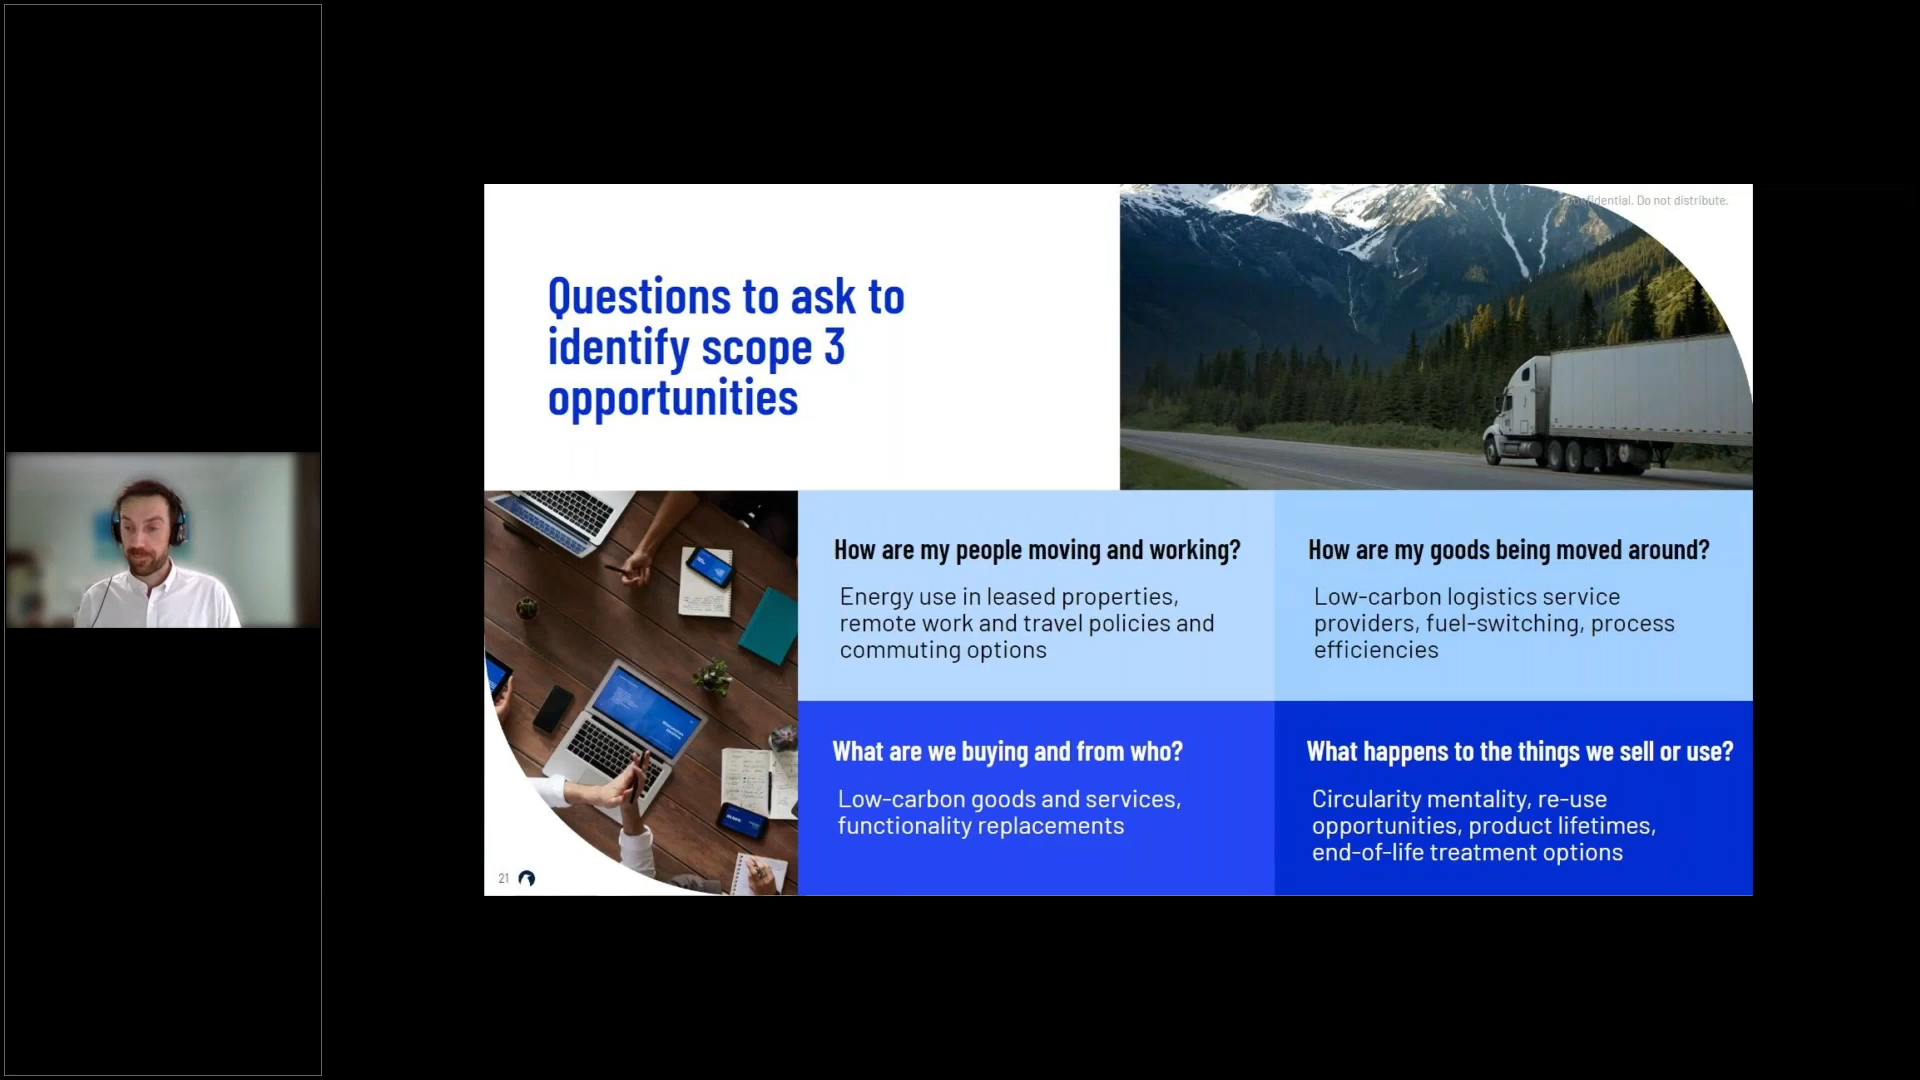 Confidential. Do not distribute.
Questions to ask to
identify scope 3
opportunities
How are my people moving and working?
Energy use in leased properties,
remote work and travel policies and
commuting options
How are my goods being moved around?
Low-carbon logistics service
providers, fuel-switching, process
efficiencies
What are we buying and from who?
Low-carbon goods and services,
functionality replacements
What happens to the things we sell or use?
Circularity mentality, re-use
opportunities, product lifetimes,
end-of-life treatment options
21